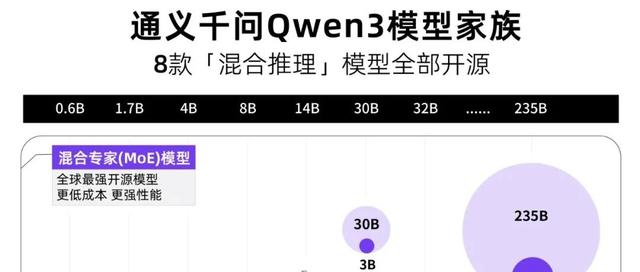 通义千问Qwen3模型家族
8款「混合推理」模型全部开源
0.6B 1.7B 4B 8B 14B 30B 32B ...... 235B
混合专家(MoE)模型
全球最强开源模型
更低成本 更强性能
30B
3B
235B